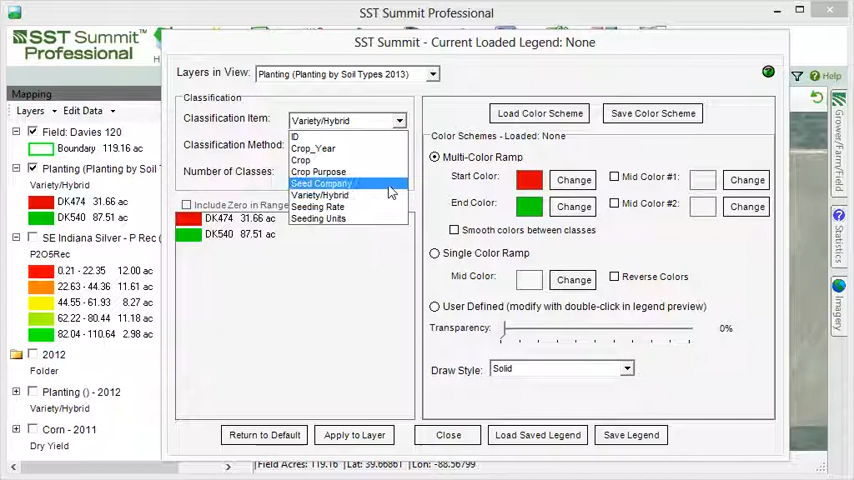 SST Summit Professional
SST Summit®
Professional
SST Summit - Current Loaded Legend: None
Mapping
Layers Edit Data
Help
Field: Davies 120
Boundary 119.16 ac
Planting (Planting by Soil T
Variety/Hybrid
DK474 31.66 ac
DK540 87.51 ac
SE Indiana Silver - P Rec (
P2O5Rec
0.21 - 22.35 12.00 ac
22.63 - 44.36 11.31 ac
44.55 - 61.93 8.27 ac
62.22 - 80.44 11.18 ac
82.04 - 110.64 2.98 ac
2012
Folder
Planting () - 2012
Variety/Hybrid
Corn - 2011
Dry Yield
Layers in View: Planting (Planting by Soil Types 2013)
Classification
Classification Item: Variety/Hybrid
Classification Method:
Number of Classes:
ID
Crop_Year
Crop
Crop Purpose
Seed Company
Variety/Hybrid
Seeding Rate
Seeding Units
Include Zero in Range
DK474 31.66 ac
DK540 87.51 ac
Load Color Scheme Save Color Scheme
Color Schemes - Loaded: None
Multi-Color Ramp
Start Color: Change Mid Color #1: Change
End Color: Change Mid Color #2: Change
Smooth colors between classes
Single Color Ramp
Mid Color: Change Reverse Colors
User Defined (modify with double-click in legend preview)
Transparency: 0%
Draw Style: Solid
Return to Default Apply to Layer Close Load Saved Legend Save Legend
Grower/Farm/Field
Statistics
Imagery
Field Acres: 119.16 |Lat: 39.66861 |Lon: -88.56799